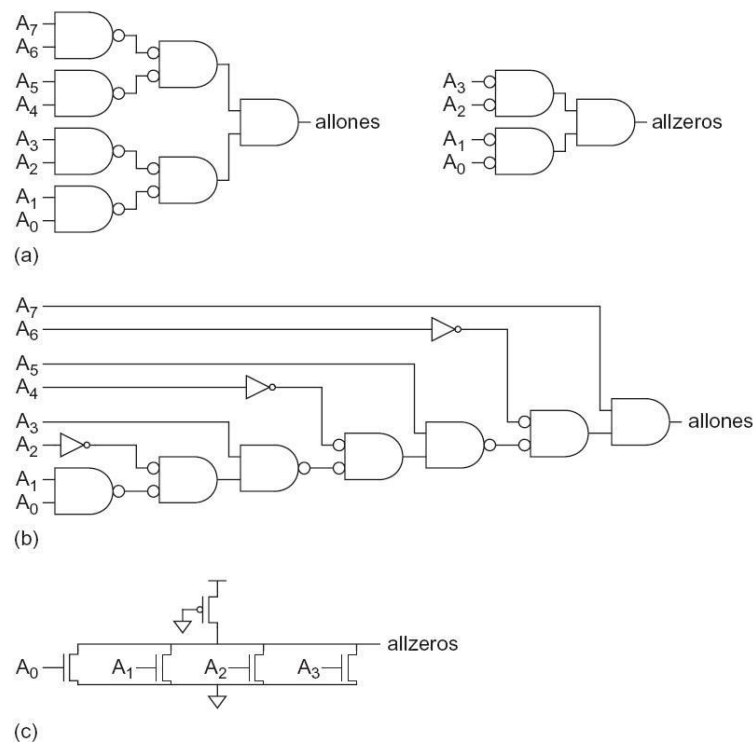 A7
A6
A5
A4
allones
A3
A2
A1
A0
A3
A2
allzeros
A1
A0
(a)
A7
A6
A5
A4
A3
allones
A2
A1
A0
(b)
allzeros
A0 A1 A2 A3
(c)